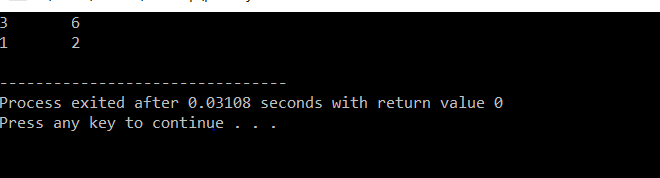 3       6
1       2
--------------------------------
Process exited after 0.03108 seconds with return value 0
Press any key to continue . . .